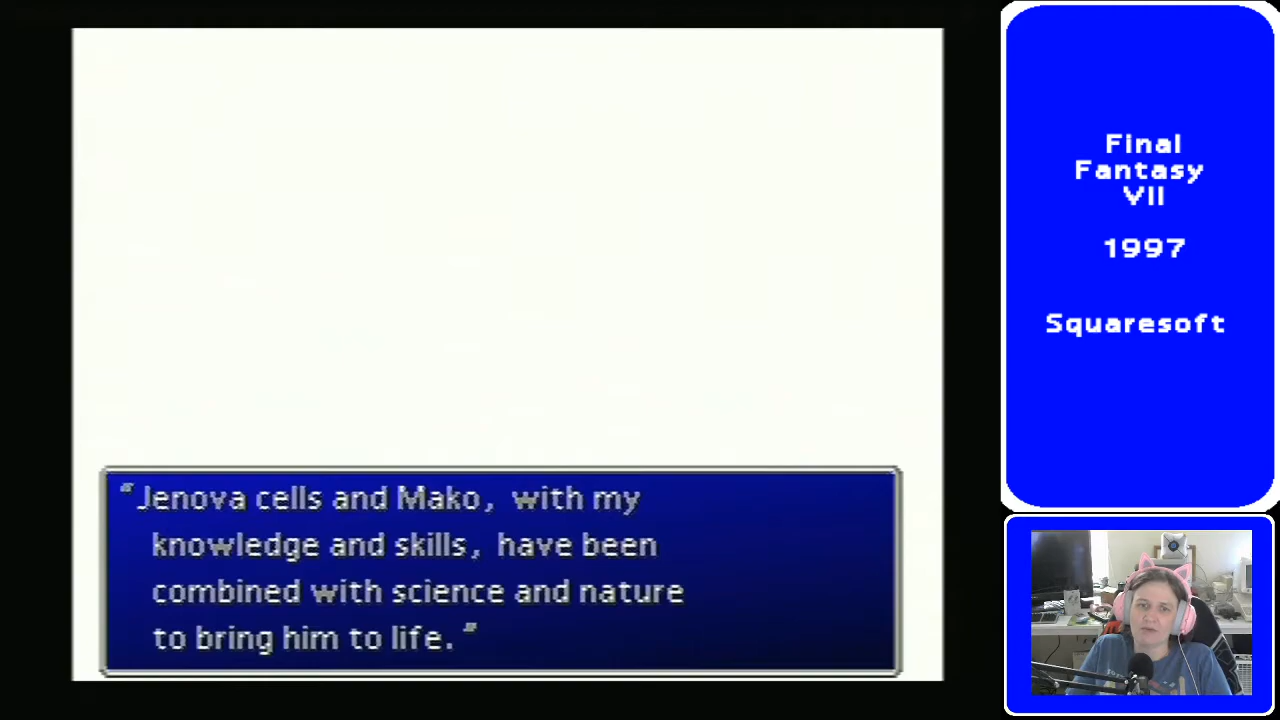 “Jenova cells and Mako, with my
knowledge and skills, have been
combined with science and nature
to bring him to life.”
Final
Fantasy
VII
1997
Squaresoft